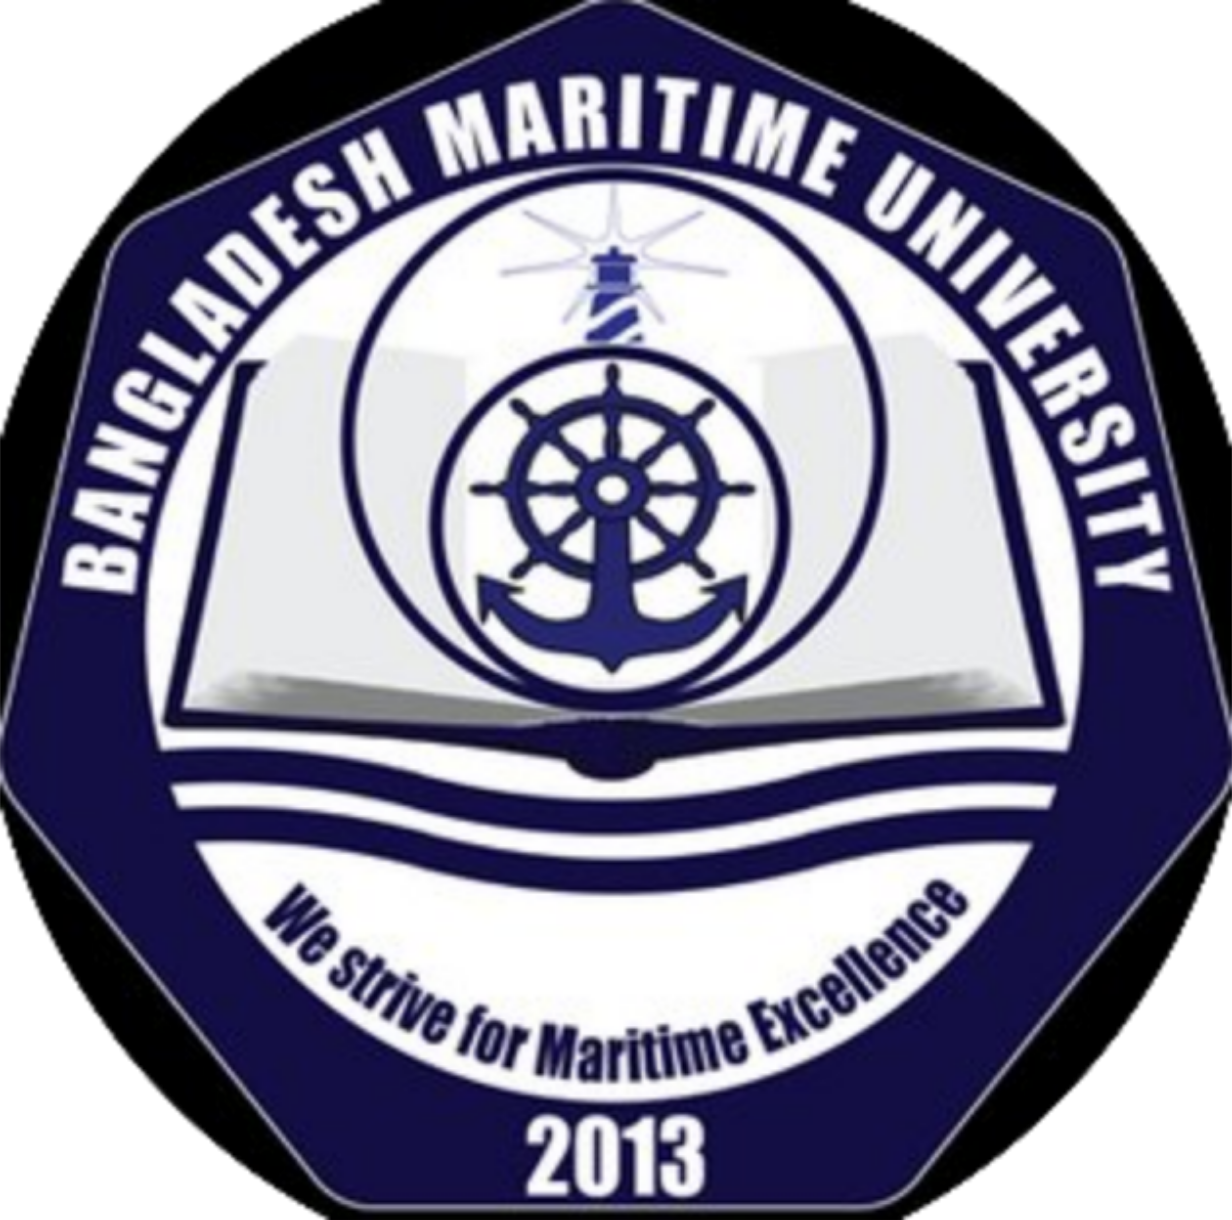 BANGLADESH MARITIME UNIVERSITY
We strive for Maritime Excellence
2013